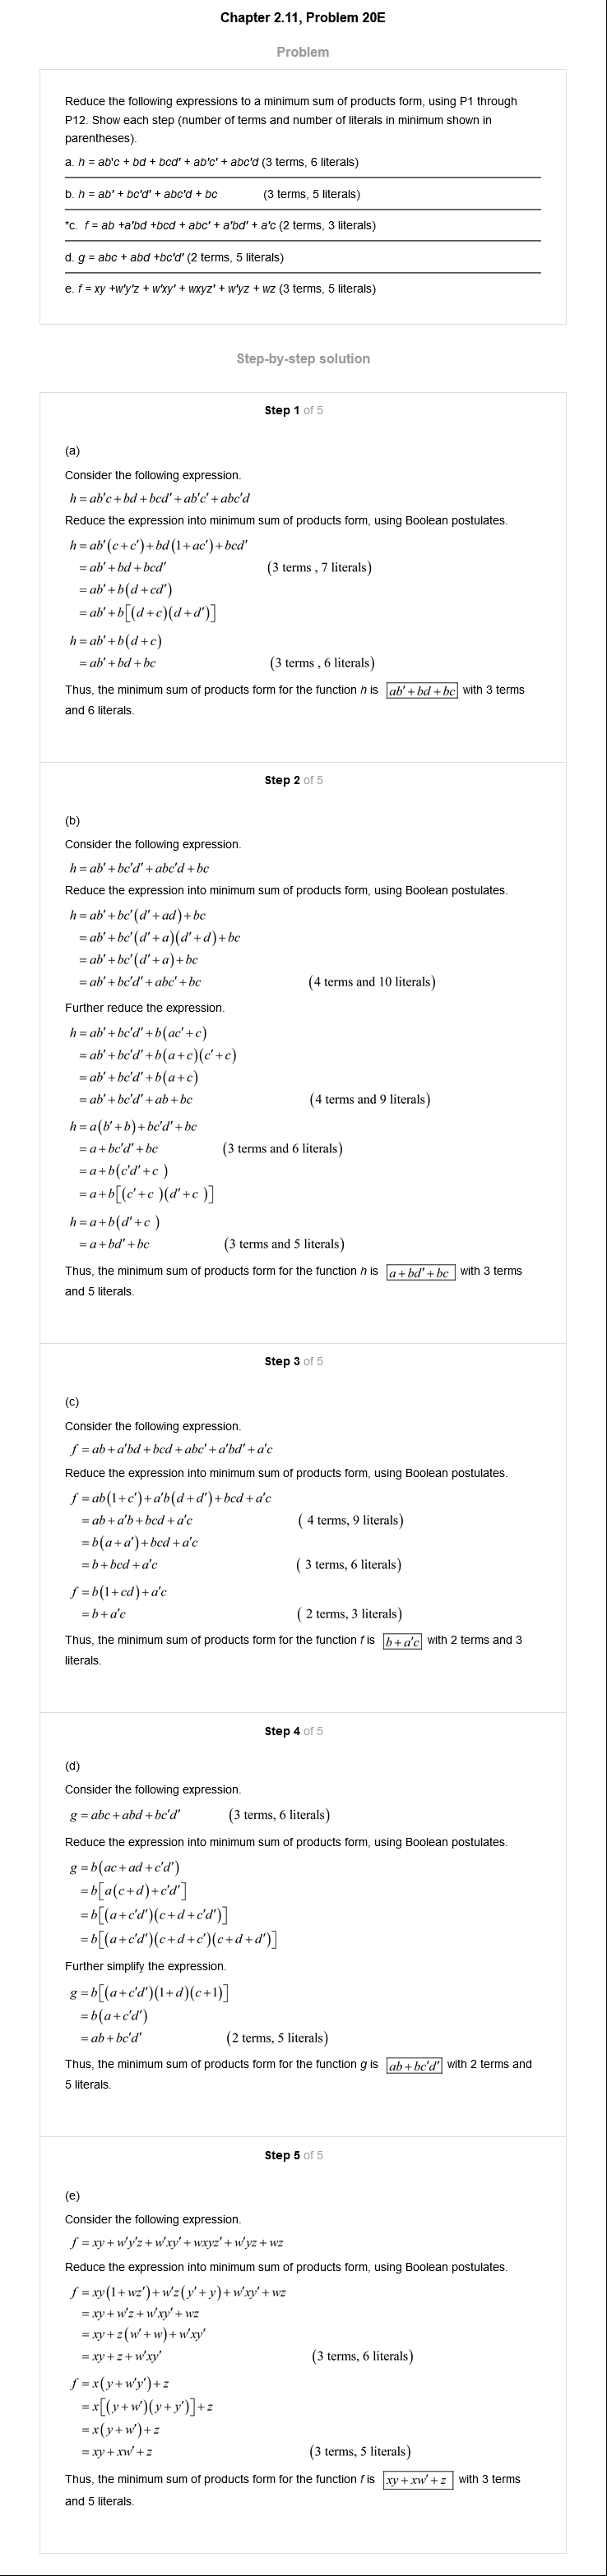 Chapter 2.11, Problem 20E
Problem
Reduce the following expressions to a minimum sum of products form, using P1 through
P12. Show each step (number of terms and number of literals in minimum shown in
parentheses).
a. h = ab'c + bd + bcd' + ab'c' + abc'd (3 terms, 6 literals)
b. h = ab' + bc'd' + abc'd + bc (3 terms, 5 literals)
*c. f = ab +a'bd +bcd + abc' + a'bd' + a'c (2 terms, 3 literals)
d. g = abc + abd +bc'd' (2 terms, 5 literals)
e. f = xy +w'y'z + w'xy' + wxyz' + w'yz + wz (3 terms, 5 literals)
Step-by-step solution
Step 1 of 5
(a)
Consider the following expression.
h = ab'c + bd + bcd' + ab'c' + abc'd
Reduce the expression into minimum sum of products form, using Boolean postulates.
h = ab'(c + c') + bd(1 + ac') + bcd'
= ab' + bd + bcd' (3 terms , 7 literals)
= ab' + b(d + cd')
= ab' + b[(d + c)(d + d')]
h = ab' + b(d + c)
= ab' + bd + bc (3 terms , 6 literals)
Thus, the minimum sum of products form for the function h is ab' + bd + bc with 3 terms
and 6 literals.
Step 2 of 5
(b)
Consider the following expression.
h = ab' + bc'd' + abc'd + bc
Reduce the expression into minimum sum of products form, using Boolean postulates.
h = ab' + bc'(d' + ad) + bc
= ab' + bc'(d' + a)(d' + d) + bc
= ab' + bc'(d' + a) + bc
= ab' + bc'd' + abc' + bc (4 terms and 10 literals)
Further reduce the expression.
h = ab' + bc'd' + b(ac' + c)
= ab' + bc'd' + b(a + c)(c' + c)
= ab' + bc'd' + b(a + c)
= ab' + bc'd' + ab + bc (4 terms and 9 literals)
h = a(b' + b) + bc'd' + bc
= a + bc'd' + bc (3 terms and 6 literals)
= a + b(c'd' + c )
= a + b[(c' + c )(d' + c )]
h = a + b(d' + c )
= a + bd' + bc (3 terms and 5 literals)
Thus, the minimum sum of products form for the function h is a + bd' + bc with 3 terms
and 5 literals.
Step 3 of 5
(c)
Consider the following expression.
f = ab + a'bd + bcd + abc' + a'bd' + a'c
Reduce the expression into minimum sum of products form, using Boolean postulates.
f = ab(1 + c') + a'b(d + d') + bcd + a'c
= ab + a'b + bcd + a'c ( 4 terms, 9 literals)
= b(a + a') + bcd + a'c
= b + bcd + a'c ( 3 terms, 6 literals)
f = b(1 + cd) + a'c
= b + a'c ( 2 terms, 3 literals)
Thus, the minimum sum of products form for the function f is b + a'c with 2 terms and 3
literals.
Step 4 of 5
(d)
Consider the following expression.
g = abc + abd + bc'd' (3 terms, 6 literals)
Reduce the expression into minimum sum of products form, using Boolean postulates.
g = b(ac + ad + c'd')
= b[a(c + d) + c'd']
= b[(a + c'd')(c + d + c'd')]
= b[(a + c'd')(c + d + c')(c + d + d')]
Further simplify the expression.
g = b[(a + c'd')(1 + d)(c + 1)]
= b(a + c'd')
= ab + bc'd' (2 terms, 5 literals)
Thus, the minimum sum of products form for the function g is ab + bc'd' with 2 terms and
5 literals.
Step 5 of 5
(e)
Consider the following expression.
f = xy + w'y'z + w'xy' + wxyz' + w'yz + wz
Reduce the expression into minimum sum of products form, using Boolean postulates.
f = xy(1 + wz') + w'z(y' + y) + w'xy' + wz
= xy + w'z + w'xy' + wz
= xy + z(w' + w) + w'xy'
= xy + z + w'xy' (3 terms, 6 literals)
f = x(y + w'y') + z
= x[(y + w')(y + y')] + z
= x(y + w') + z
= xy + xw' + z (3 terms, 5 literals)
Thus, the minimum sum of products form for the function f is xy + xw' + z with 3 terms
and 5 literals.